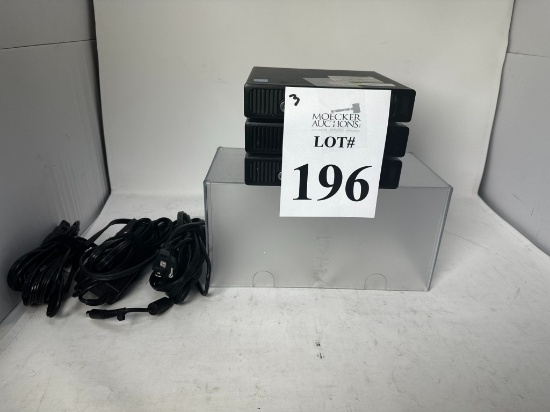 3
MOECKER
AUCTIONS
LOT#
196